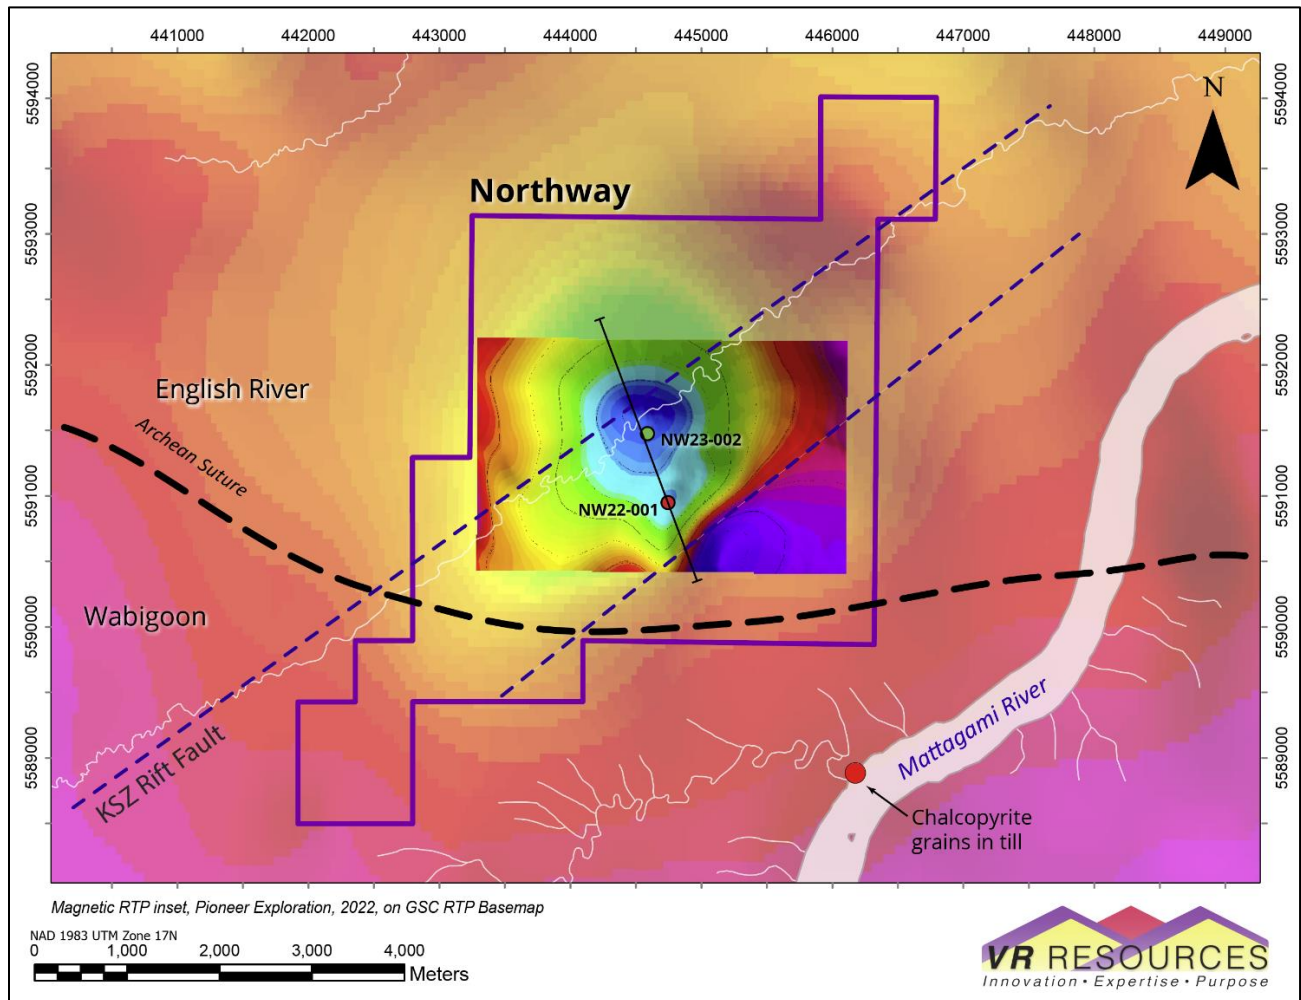 441000 442000 443000 444000 445000 446000 447000 448000 449000
5594000
5593000
5592000
5591000
5590000
5589000
5594000
5593000
5592000
5591000
5590000
5589000
N
Northway
English River
Archean Suture
NW23-002
NW22-001
Wabigoon
KSZ Rift Fault
Mattagami River
Chalcopyrite
grains in till
Magnetic RTP inset, Pioneer Exploration, 2022, on GSC RTP Basemap
NAD 1983 UTM Zone 17N
0 1,000 2,000 3,000 4,000
Meters
VR RESOURCES
Innovation • Expertise • Purpose